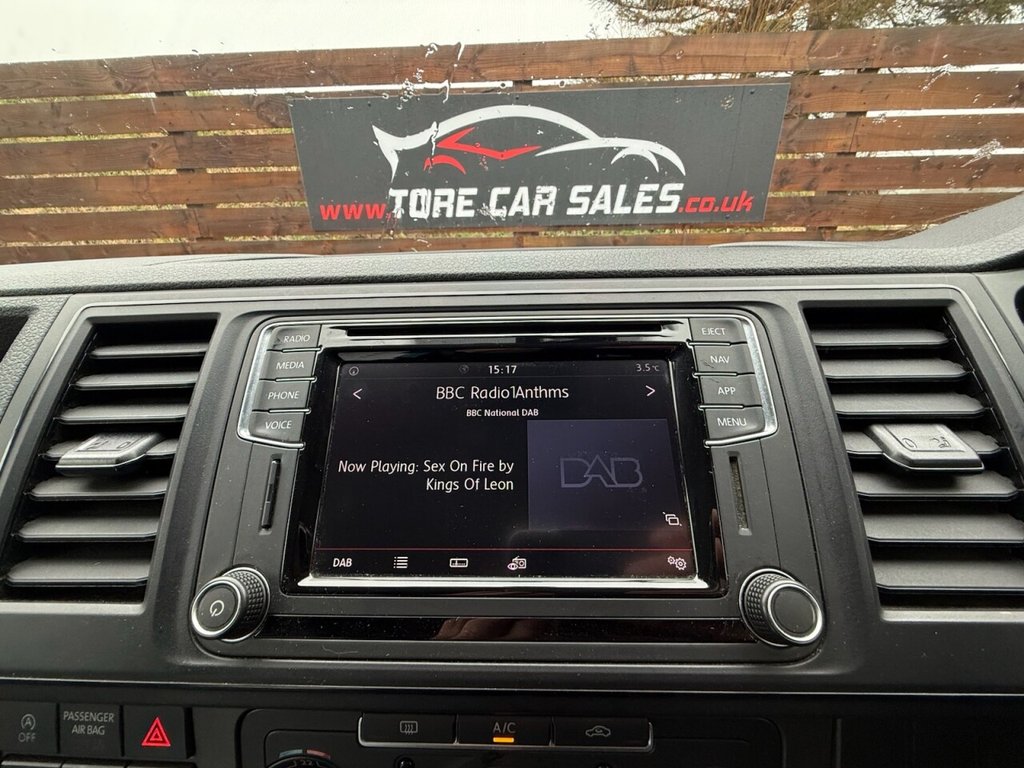 www.TORE CAR SALES.co.uk
RADIO
MEDIA
PHONE
VOICE
EJECT
NAV
APP
MENU
15:17
3.5°C
< BBC Radio1Anthms >
BBC National DAB
Now Playing: Sex On Fire by
Kings Of Leon
DAB
DAB
A
OFF
PASSENGER
AIR BAG
A/C
22